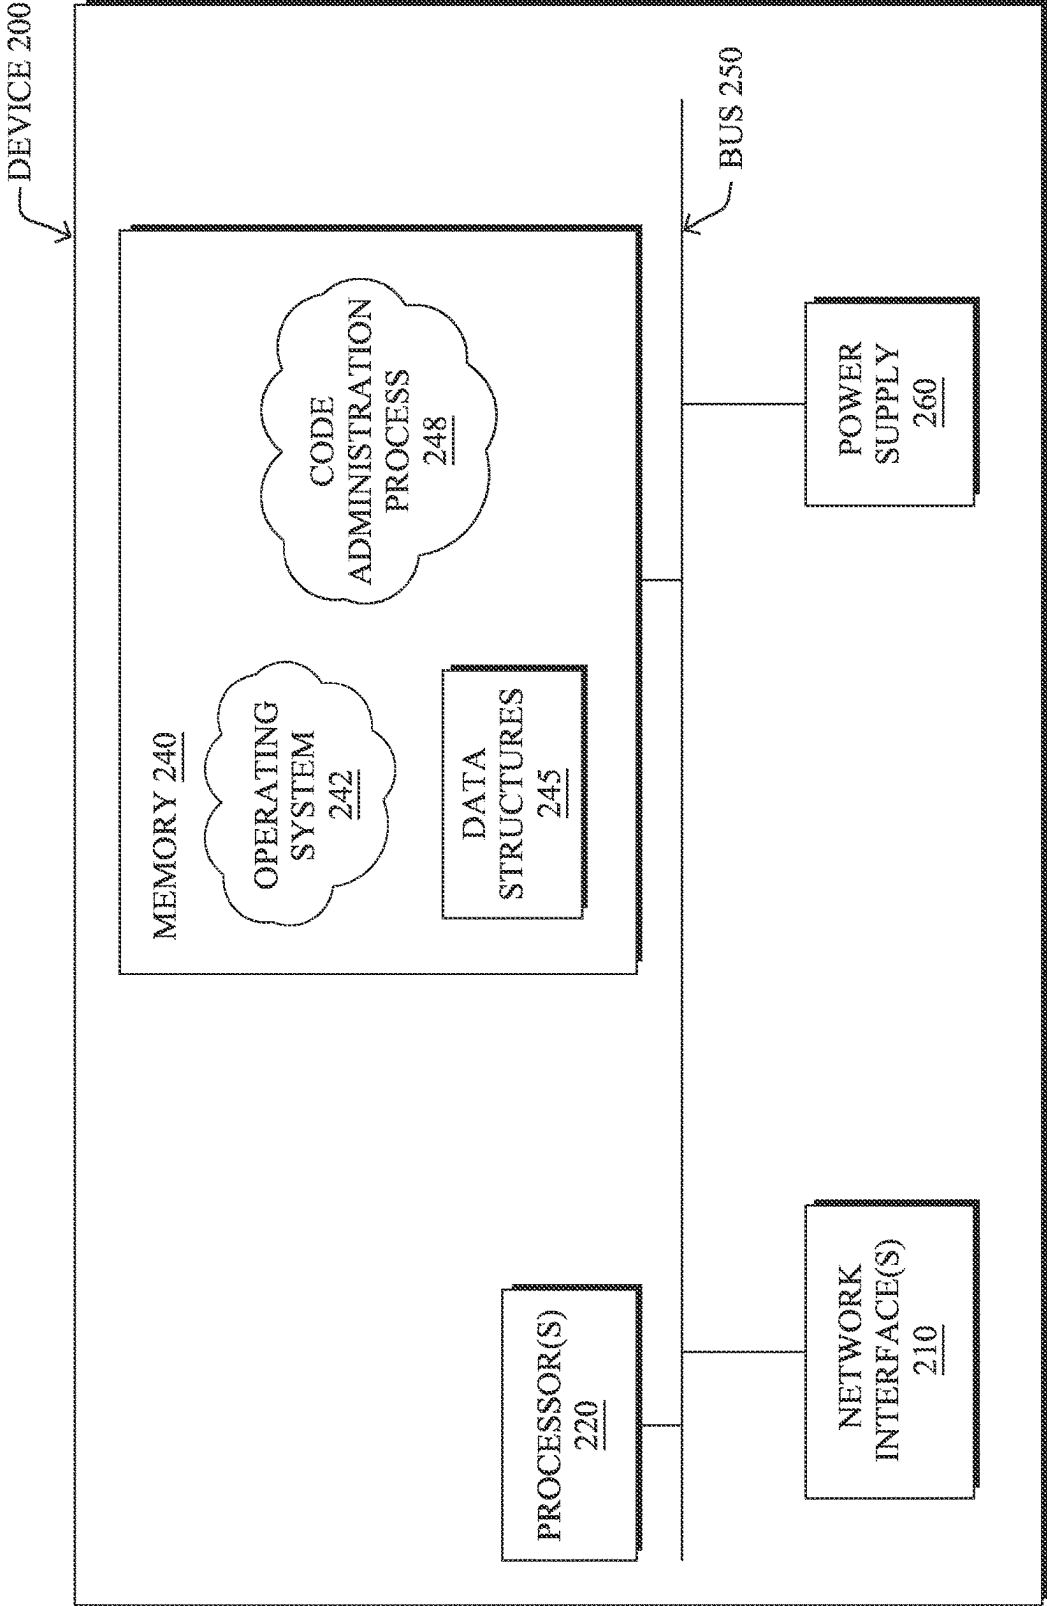 DEVICE 200
MEMORY 240
OPERATING
SYSTEM
242
DATA
STRUCTURES
245
CODE
ADMINISTRATION
PROCESS
248
PROCESSOR(S)
220
BUS 250
NETWORK
INTERFACE(S)
210
POWER
SUPPLY
260